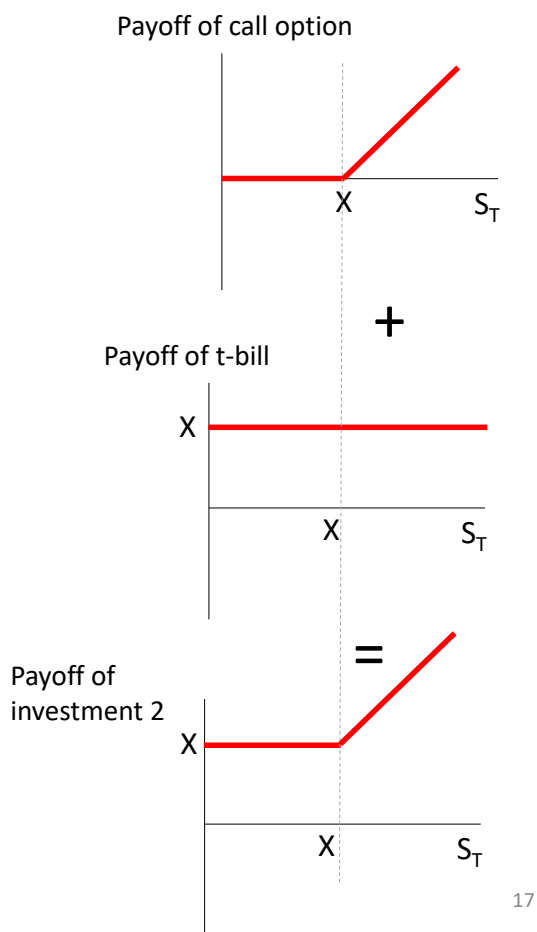 Payoff of call option
X
S_T
+
Payoff of t-bill
X
X
S_T
=
Payoff of
investment 2
X
X
S_T
17